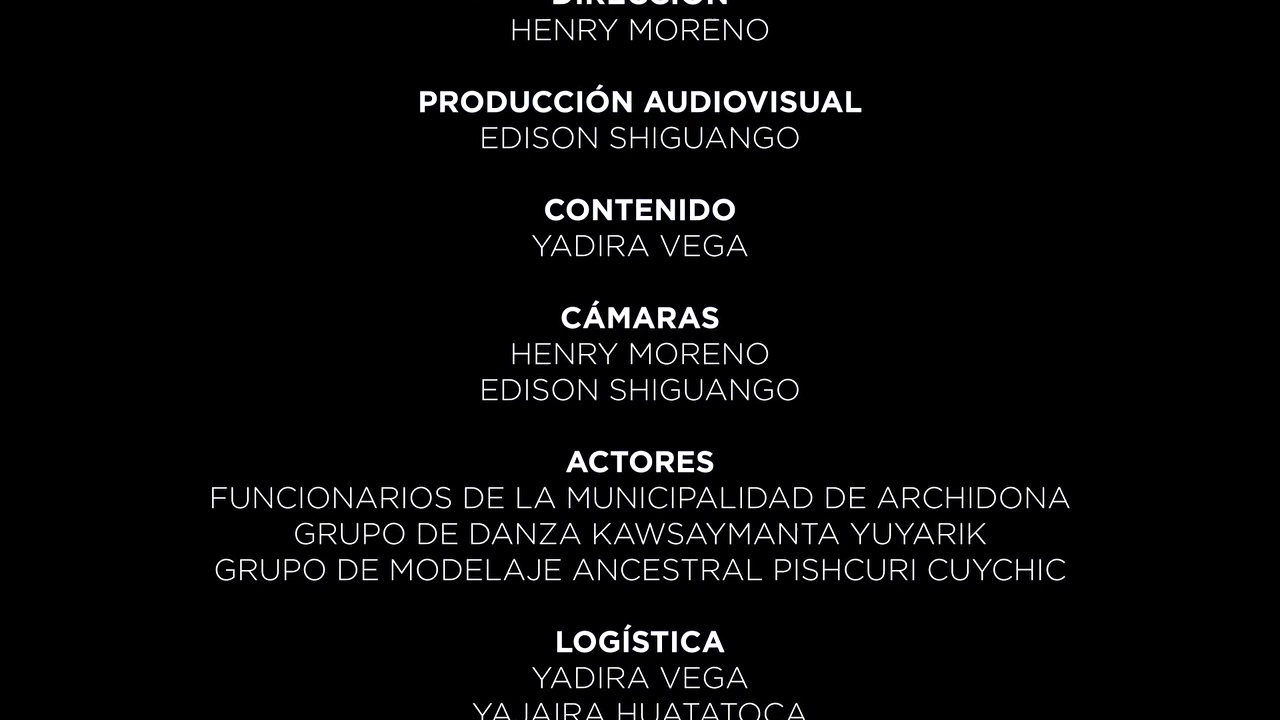 DIRECCIÓN
HENRY MORENO
PRODUCCIÓN AUDIOVISUAL
EDISON SHIGUANGO
CONTENIDO
YADIRA VEGA
CÁMARAS
HENRY MORENO
EDISON SHIGUANGO
ACTORES
FUNCIONARIOS DE LA MUNICIPALIDAD DE ARCHIDONA
GRUPO DE DANZA KAWSAYMANTA YUYARIK
GRUPO DE MODELAJE ANCESTRAL PISHCURI CUYCHIC
LOGÍSTICA
YADIRA VEGA
YAJAIRA HUATATOCA